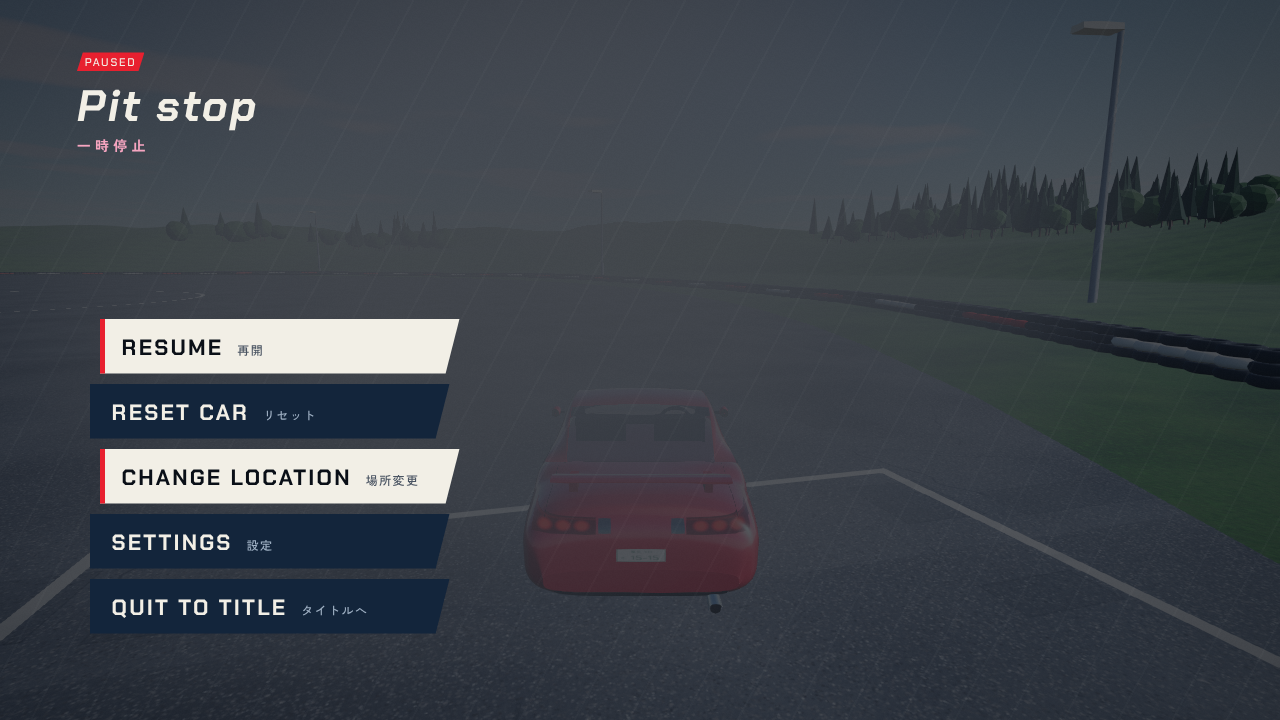 PAUSED
Pit stop
一時停止
RESUME 再開
RESET CAR リセット
CHANGE LOCATION 場所変更
SETTINGS 設定
QUIT TO TITLE タイトルへ